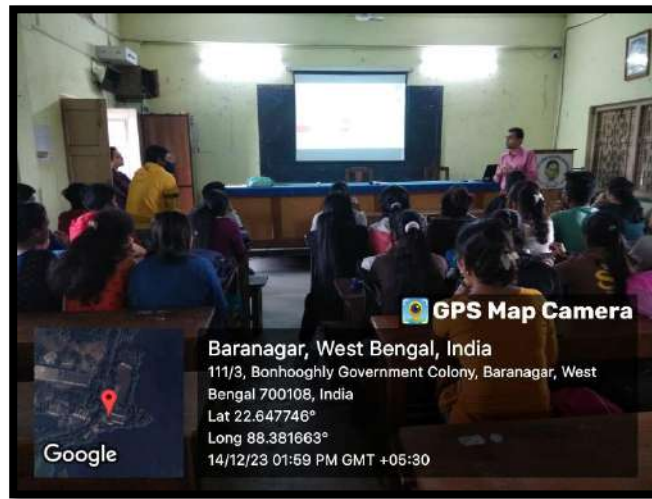 GPS Map Camera
Baranagar, West Bengal, India
111/3, Bonhooghly Government Colony, Baranagar, West
Bengal 700108, India
Lat 22.647746°
Long 88.381663°
14/12/23 01:59 PM GMT +05:30
Google